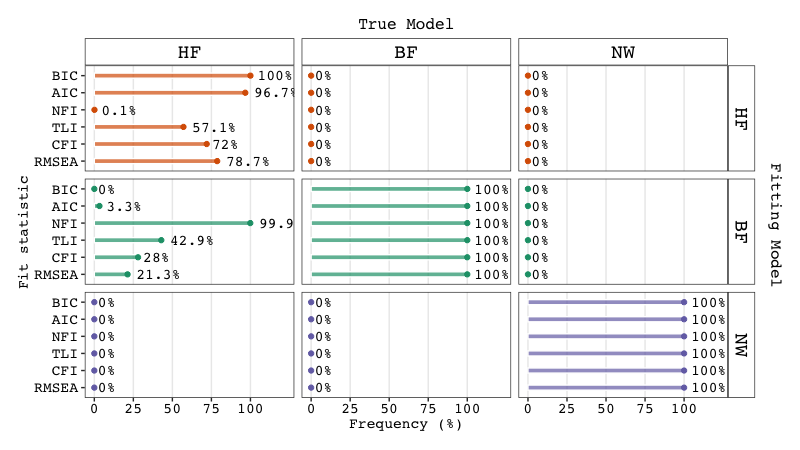 True Model
HF BF NW
BIC 100% 0% 0%
AIC 96.7% 0% 0%
NFI 0.1% 0% 0%
TLI 57.1% 0% 0%
CFI 72% 0% 0%
RMSEA 78.7% 0% 0%
HF
BIC 0% 100% 0%
AIC 3.3% 100% 0%
NFI 99.9 100% 0%
TLI 42.9% 100% 0%
CFI 28% 100% 0%
RMSEA 21.3% 100% 0%
BF
BIC 0% 0% 100%
AIC 0% 0% 100%
NFI 0% 0% 100%
TLI 0% 0% 100%
CFI 0% 0% 100%
RMSEA 0% 0% 100%
NW
0 25 50 75 100 0 25 50 75 100 0 25 50 75 100
Frequency (%)
Fit statistic
Fitting Model